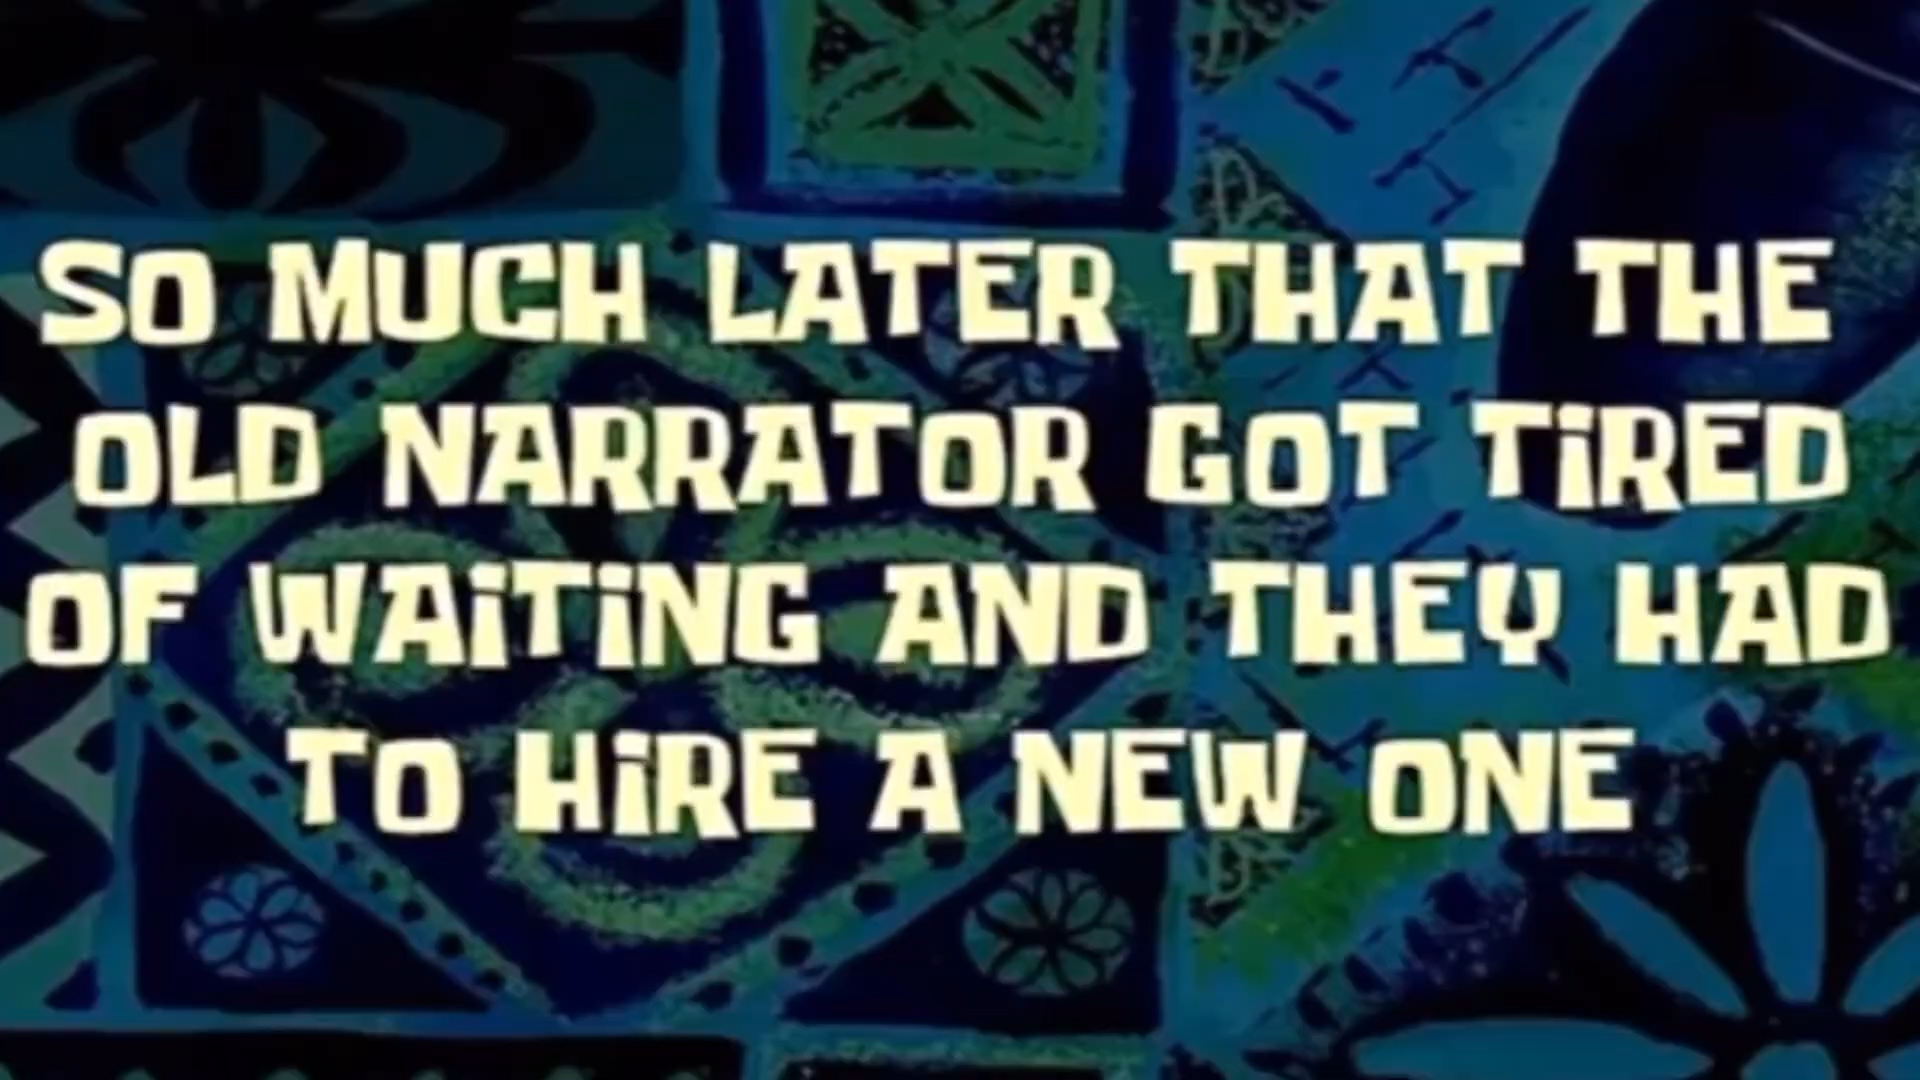 SO MUCH LATER THAT THE
OLD NARRATOR GOT TiRED
OF WAiTiNG AND THEY HAD
TO HiRE A NEW ONE